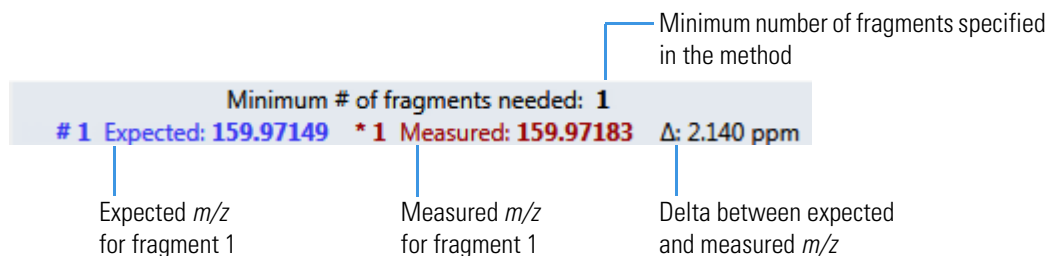 Minimum number of fragments specified
in the method
Minimum # of fragments needed: 1
# 1 Expected: 159.97149 * 1 Measured: 159.97183 Δ: 2.140 ppm
Expected m/z
for fragment 1
Measured m/z
for fragment 1
Delta between expected
and measured m/z